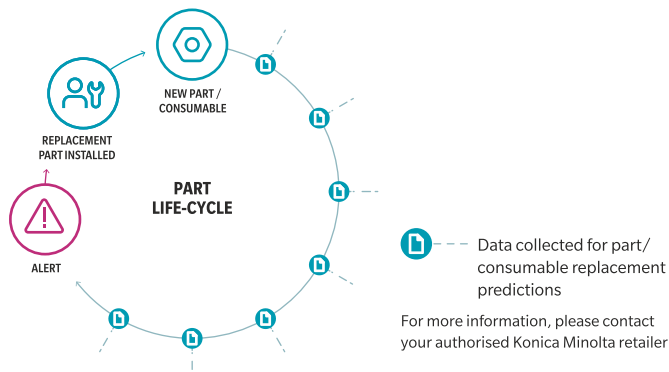 NEW PART /
CONSUMABLE
REPLACEMENT
PART INSTALLED
PART
LIFE-CYCLE
ALERT
Data collected for part/
consumable replacement
predictions
For more information, please contact
your authorised Konica Minolta retailer